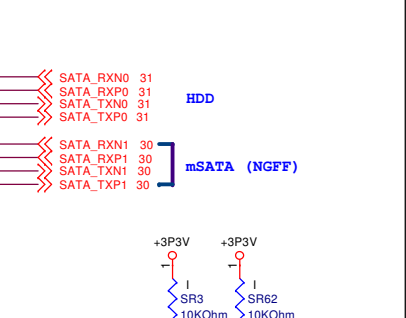 SATA_RXN0 31
SATA_RXP0 31
SATA_TXN0 31
SATA_TXP0 31
HDD
SATA_RXN1 30
SATA_RXP1 30
SATA_TXN1 30
SATA_TXP1 30
mSATA (NGFF)
+3P3V +3P3V
1 1
I I
SR3 SR62
10KOhm 10KOhm